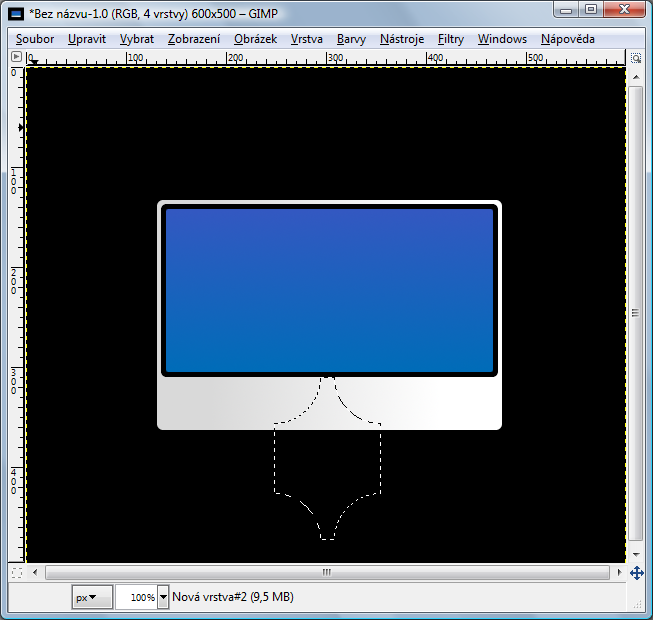 *Bez názvu-1.0 (RGB, 4 vrstvy) 600x500 – GIMP
Soubor Upravit Vybrat Zobrazení Obrázek Vrstva Barvy Nástroje Filtry Windows Nápověda
0 100 200 300 400 500
0
100
200
300
400
px 100% Nová vrstva#2 (9,5 MB)